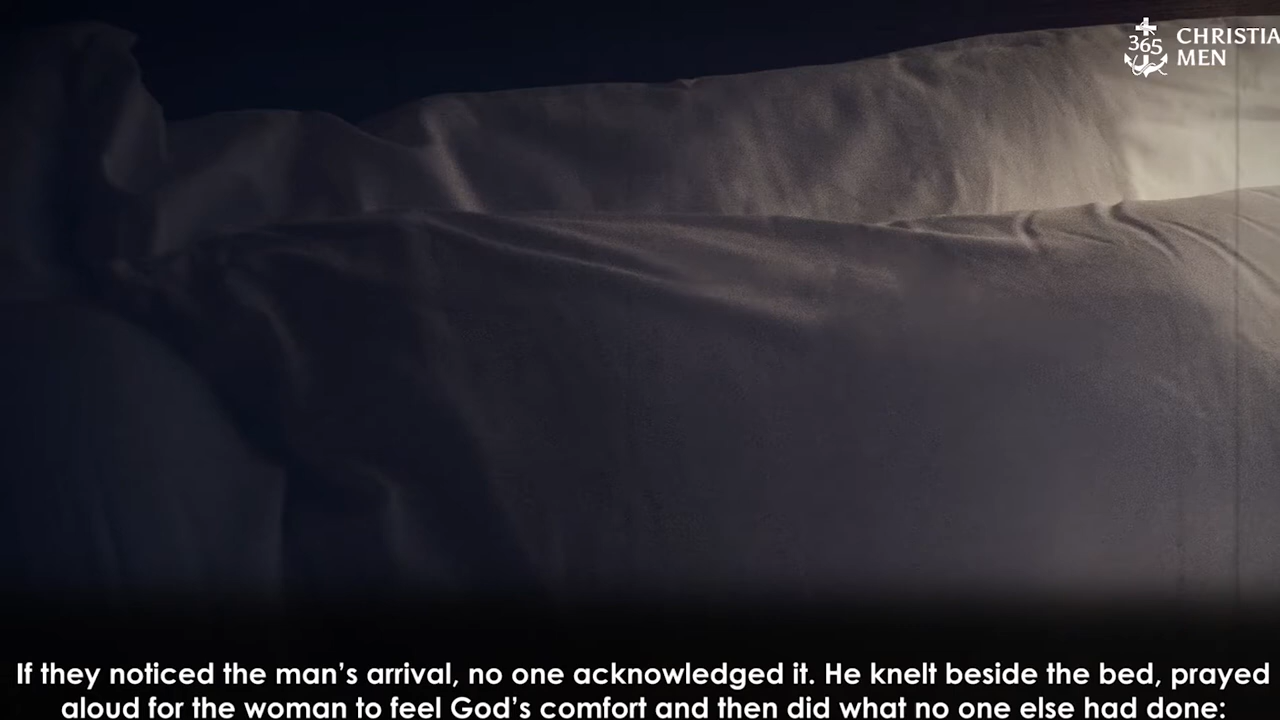 365
CHRISTIA
MEN
If they noticed the man’s arrival, no one acknowledged it. He knelt beside the bed, prayed
aloud for the woman to feel God’s comfort and then did what no one else had done: